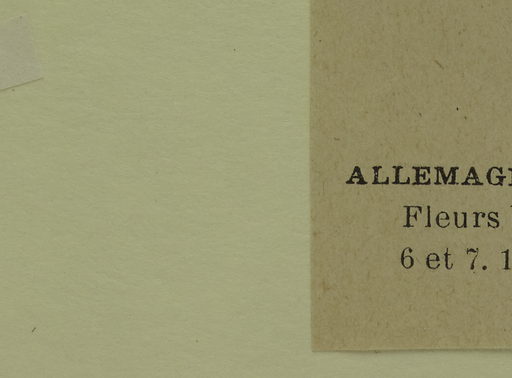 ALLEMAG
Fleurs
6 et 7. 1